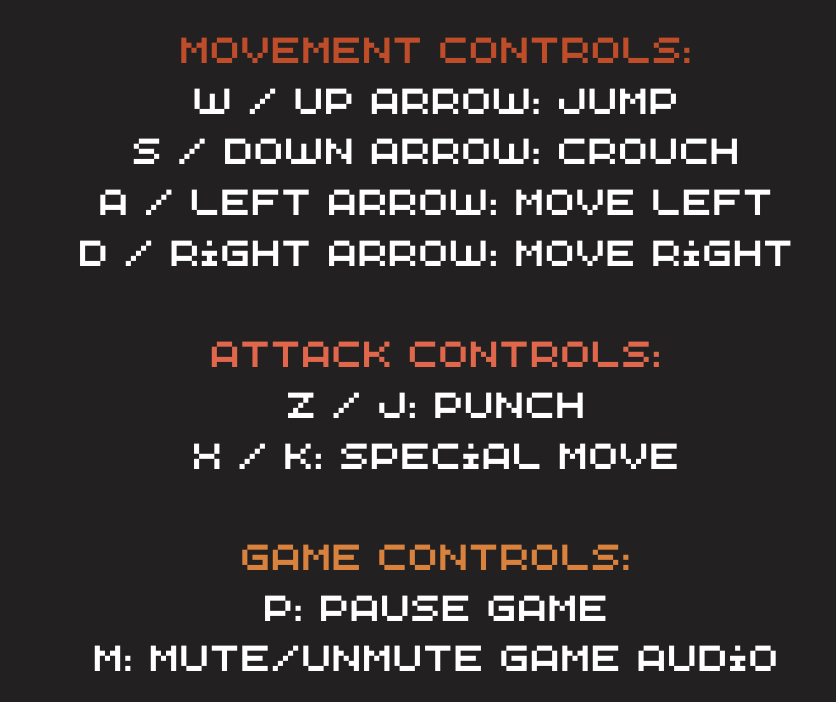 MOVEMENT CONTROLS:
W / UP ARROW: JUMP
S / DOWN ARROW: CROUCH
A / LEFT ARROW: MOVE LEFT
D / RiGHT ARROW: MOVE RiGHT
ATTACK CONTROLS:
Z / J: PUNCH
X / K: SPECiAL MOVE
GAME CONTROLS:
P: PAUSE GAME
M: MUTE/UNMUTE GAME AUDiO